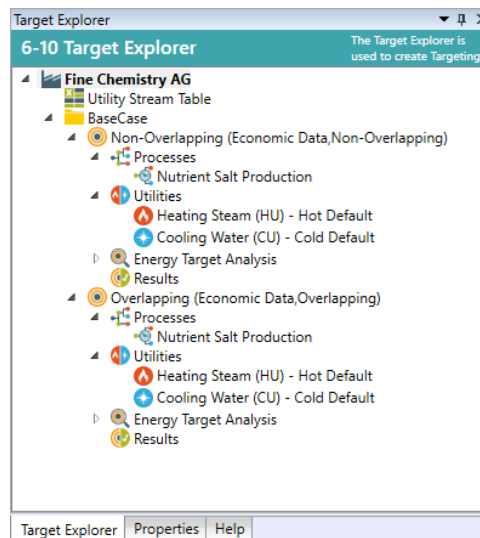 Target Explorer
6-10 Target Explorer
The Target Explorer is
used to create Targeting
Fine Chemistry AG
Utility Stream Table
BaseCase
Non-Overlapping (Economic Data,Non-Overlapping)
Processes
Nutrient Salt Production
Utilities
Heating Steam (HU) - Hot Default
Cooling Water (CU) - Cold Default
Energy Target Analysis
Results
Overlapping (Economic Data,Overlapping)
Processes
Nutrient Salt Production
Utilities
Heating Steam (HU) - Hot Default
Cooling Water (CU) - Cold Default
Energy Target Analysis
Results
Target Explorer Properties Help